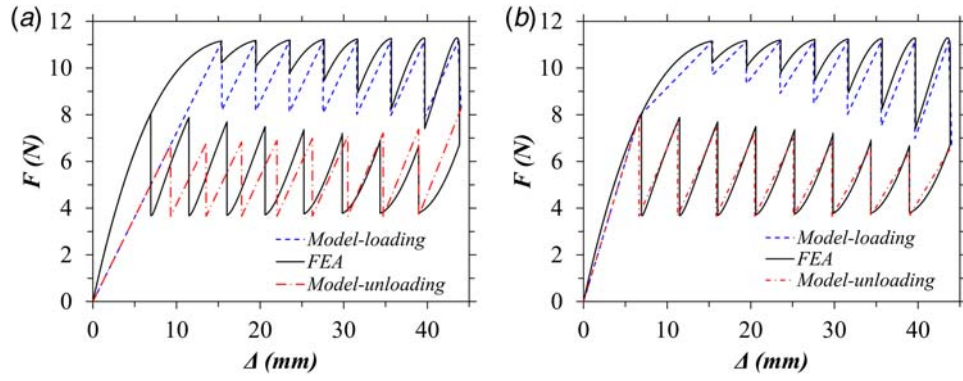 (a)
12
10
8
6
4
2
0
F (N)
Model-loading
FEA
Model-unloading
0 10 20 30 40
Δ (mm)
(b)
12
10
8
6
4
2
0
F (N)
Model-loading
FEA
Model-unloading
0 10 20 30 40
Δ (mm)